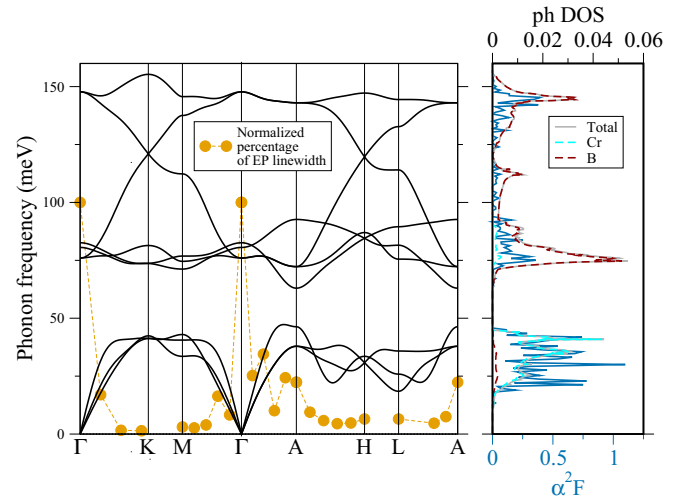 ph DOS
0 0.02 0.04 0.06
150
100
50
0
Phonon frequency (meV)
Normalized
percentage
of EP linewidth
Total
Cr
B
Γ K M Γ A H L A
0 0.5 1
α²F